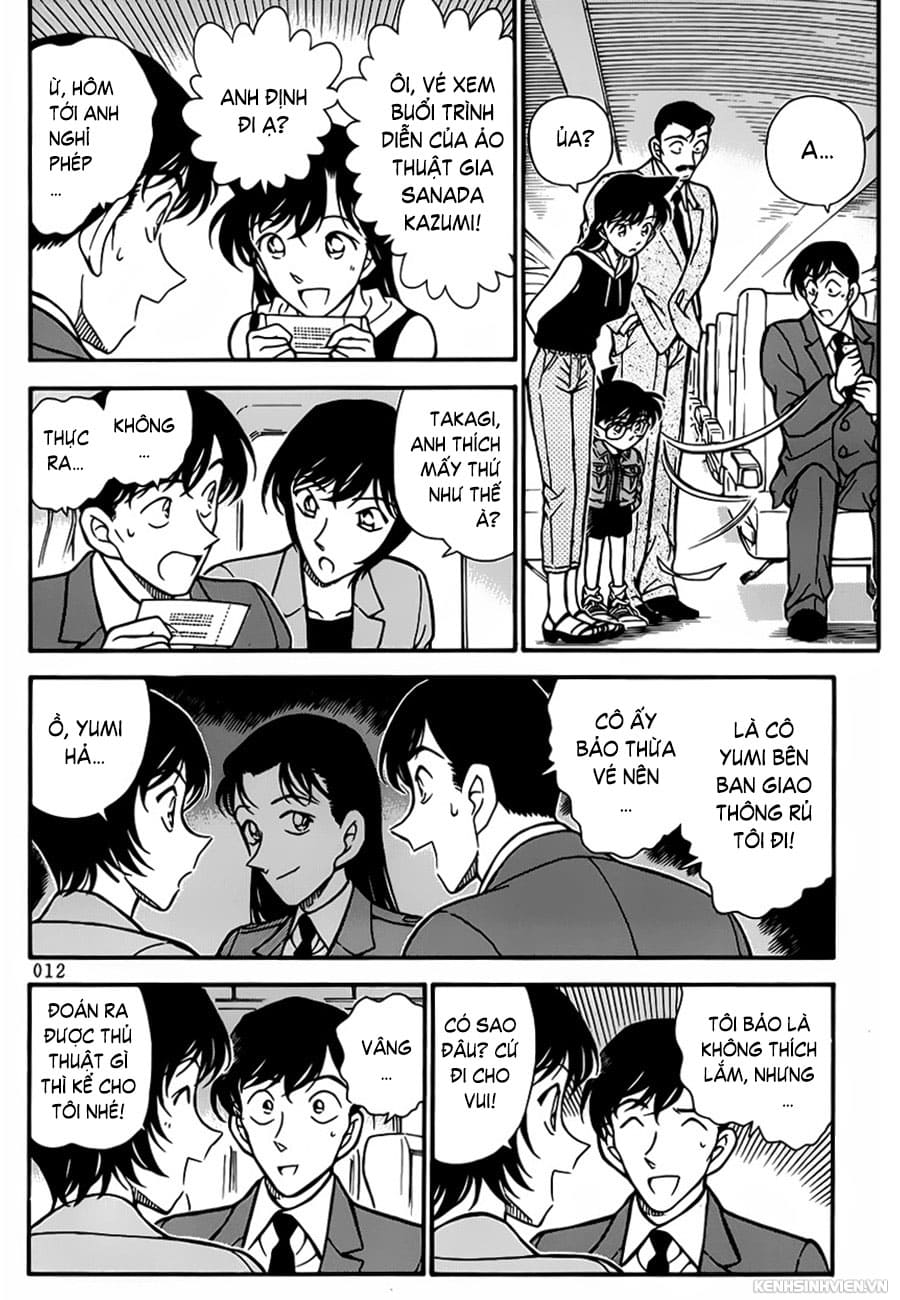 A...
ỦA?
ÔI, VÉ XEM
BUỔI TRÌNH
DIỄN CỦA ẢO
THUẬT GIA
SANADA
KAZUMI!
ANH ĐỊNH
ĐI Ạ?
Ừ, HÔM
TỚI ANH
NGHỈ
PHÉP
...
TAKAGI,
ANH THÍCH
MẤY THỨ
NHƯ THẾ
À?
KHÔNG
...
THỰC
RA...
LÀ CÔ
YUMI BÊN
BAN GIAO
THÔNG RỦ
TÔI ĐI!
CÔ ẤY
BẢO THỪA
VÉ NÊN
...
Ồ, YUMI
HẢ...
012
TÔI BẢO LÀ
KHÔNG THÍCH
LẮM, NHƯNG
...
CÓ SAO
ĐÂU? CỨ
ĐI CHO
VUI!
VÂNG
...
ĐOÁN RA
ĐƯỢC THỦ
THUẬT GÌ
THÌ KỂ CHO
TÔI NHÉ!
KENHSINHVIEN.VN